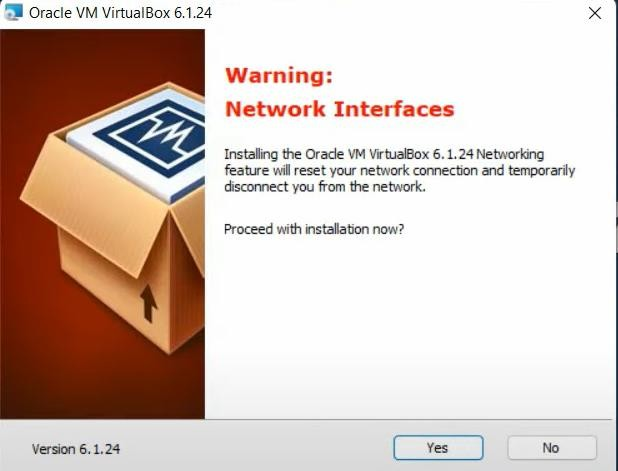 Oracle VM VirtualBox 6.1.24
Warning:
Network Interfaces
Installing the Oracle VM VirtualBox 6.1.24 Networking
feature will reset your network connection and temporarily
disconnect you from the network.
Proceed with installation now?
Version 6.1.24
Yes
No